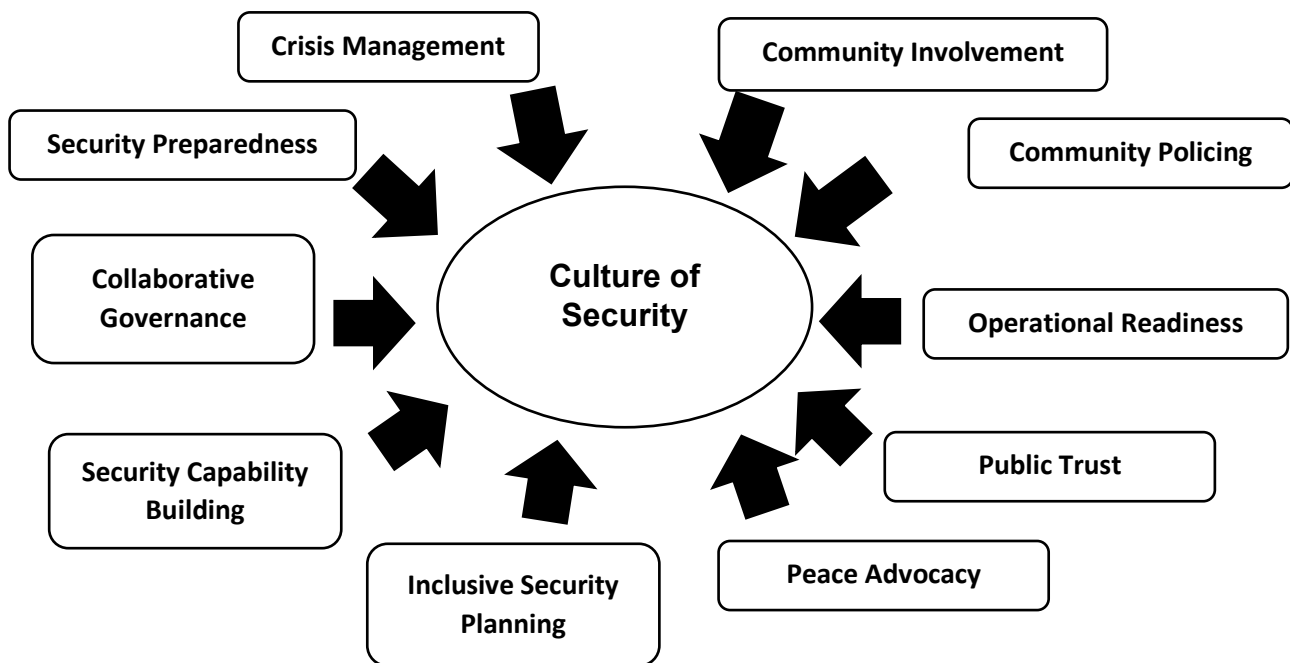 Crisis Management
Community Involvement
Security Preparedness
Community Policing
Collaborative
Governance
Culture of
Security
Operational Readiness
Security Capability
Building
Public Trust
Inclusive Security
Planning
Peace Advocacy